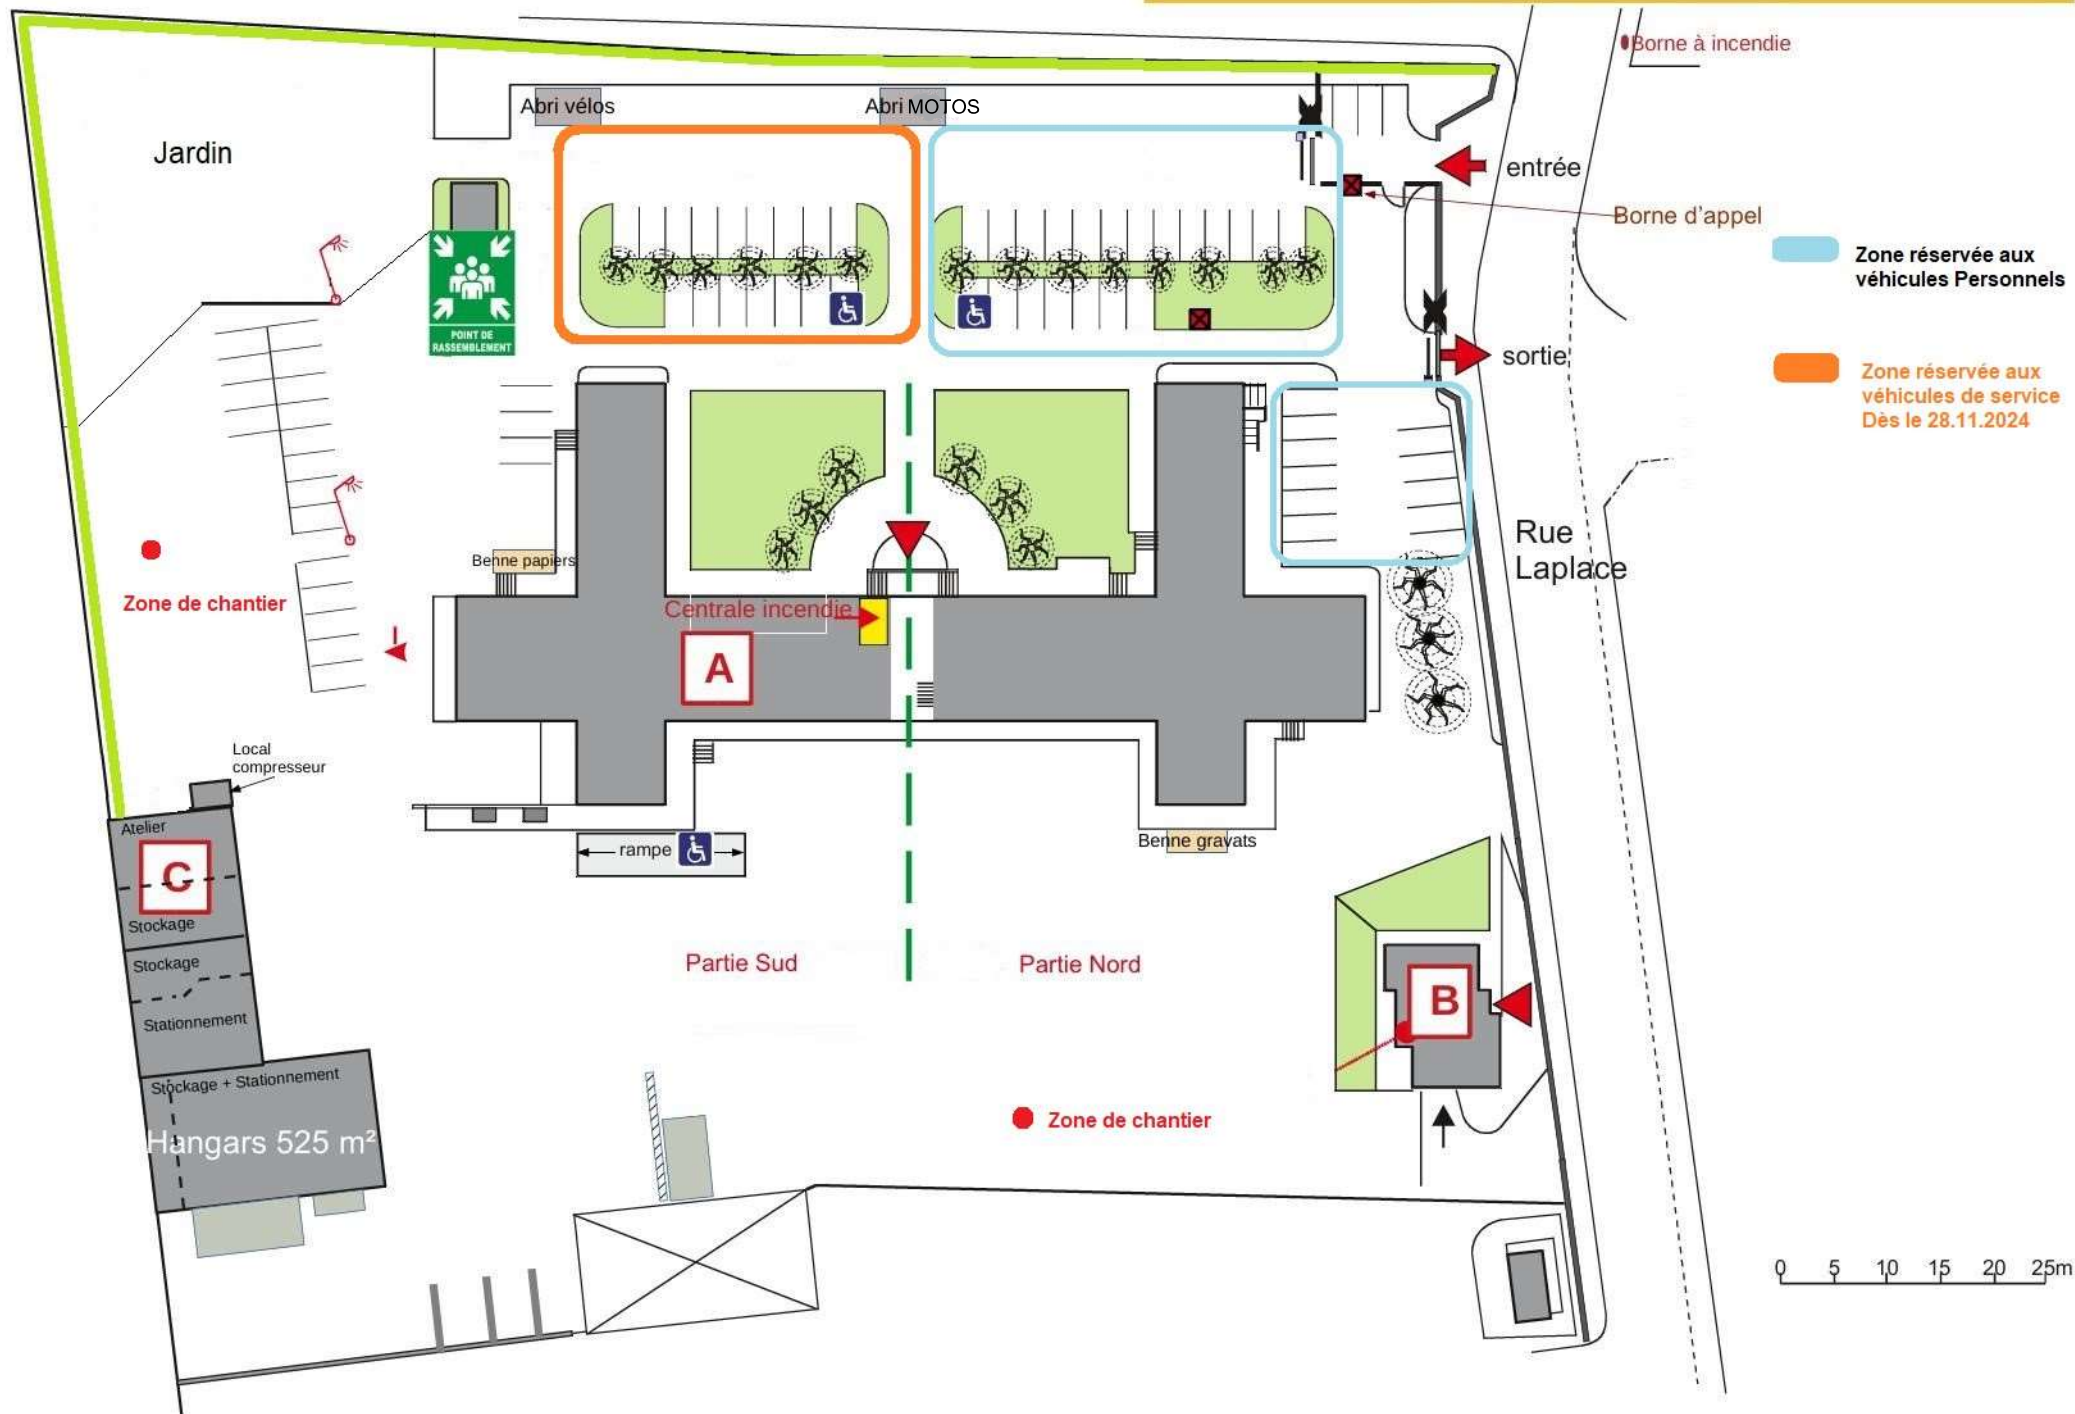 Borne à incendie
Abri vélos
Abri MOTOS
Jardin
entrée
Borne d'appel
Zone réservée aux
véhicules Personnels
POINT DE
RASSEMBLEMENT
sortie
Zone réservée aux
véhicules de service
Dès le 28.11.2024
Rue
Laplace
Benne papiers
Zone de chantier
Centrale incendie
A
Local
compresseur
Atelier
C
Stockage
rampe
Benne gravats
Stockage
Partie Sud
Partie Nord
B
Stationnement
Stockage + Stationnement
Zone de chantier
Hangars 525 m²
0 5 10 15 20 25m